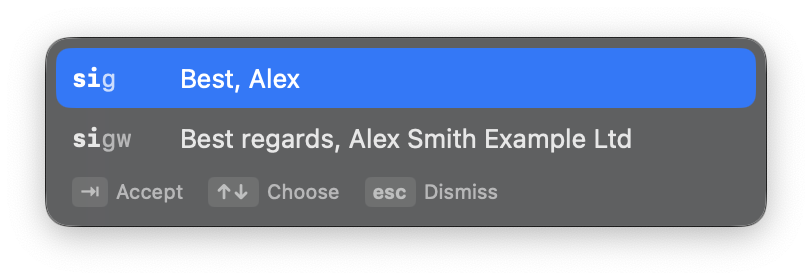 sig Best, Alex
sigw Best regards, Alex Smith Example Ltd
⇥ Accept ↑↓ Choose esc Dismiss